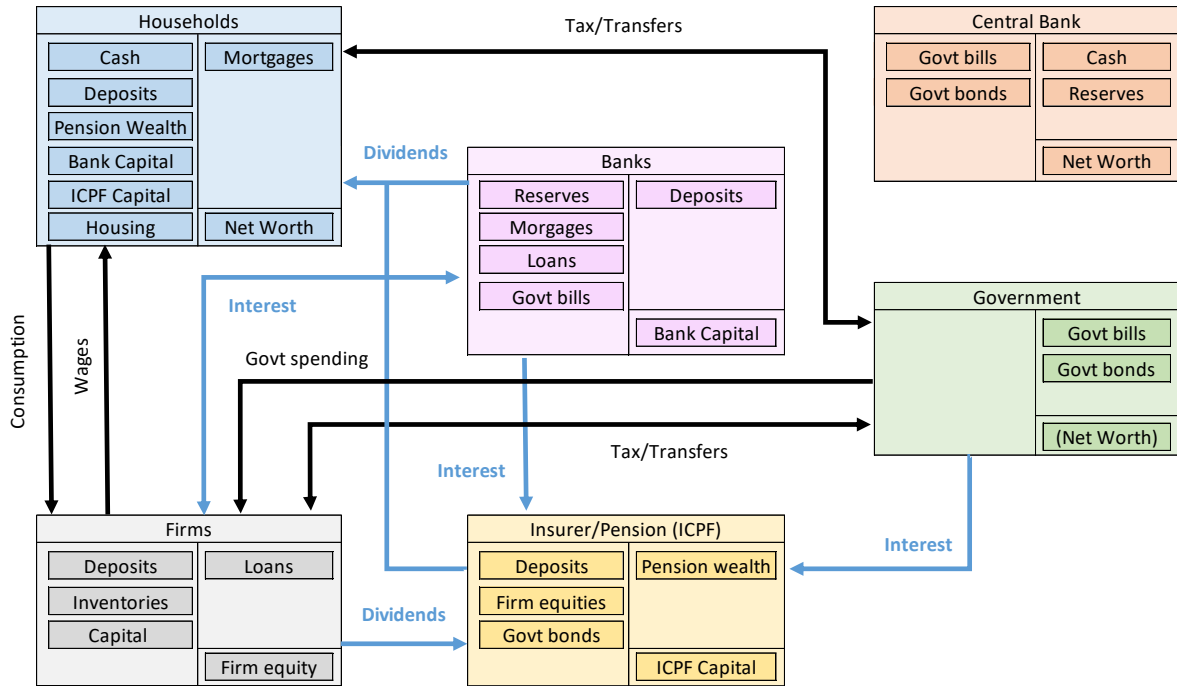 Households
Cash
Mortgages
Deposits
Pension Wealth
Bank Capital
ICPF Capital
Housing
Net Worth
Tax/Transfers
Central Bank
Govt bills
Cash
Govt bonds
Reserves
Net Worth
Dividends
Banks
Reserves
Deposits
Morgages
Loans
Govt bills
Bank Capital
Interest
Government
Govt bills
Govt bonds
(Net Worth)
Consumption
Wages
Govt spending
Tax/Transfers
Interest
Interest
Firms
Deposits
Loans
Inventories
Capital
Firm equity
Dividends
Insurer/Pension (ICPF)
Deposits
Pension wealth
Firm equities
Govt bonds
ICPF Capital